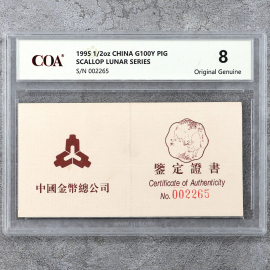 COA
1995 1/2oz CHINA G100Y PIG
SCALLOP LUNAR SERIES
S/N 002265
8
Original Genuine
中國金幣總公司
鑒定證書
Certificate of Authenticity
No. 002265